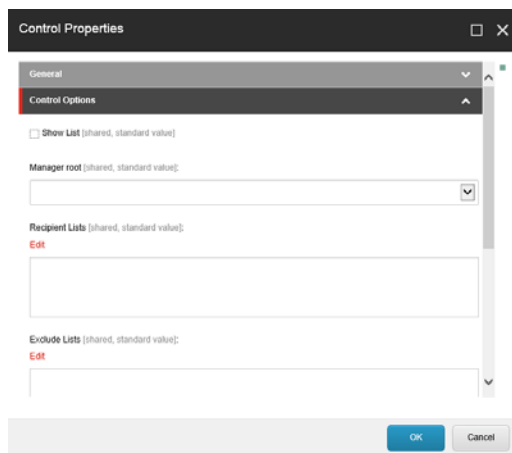 Control Properties
General
Control Options
Show List [shared, standard value]
Manager root [shared, standard value]:
Recipient Lists [shared, standard value]:
Edit
Exclude Lists [shared, standard value]:
Edit
OK
Cancel